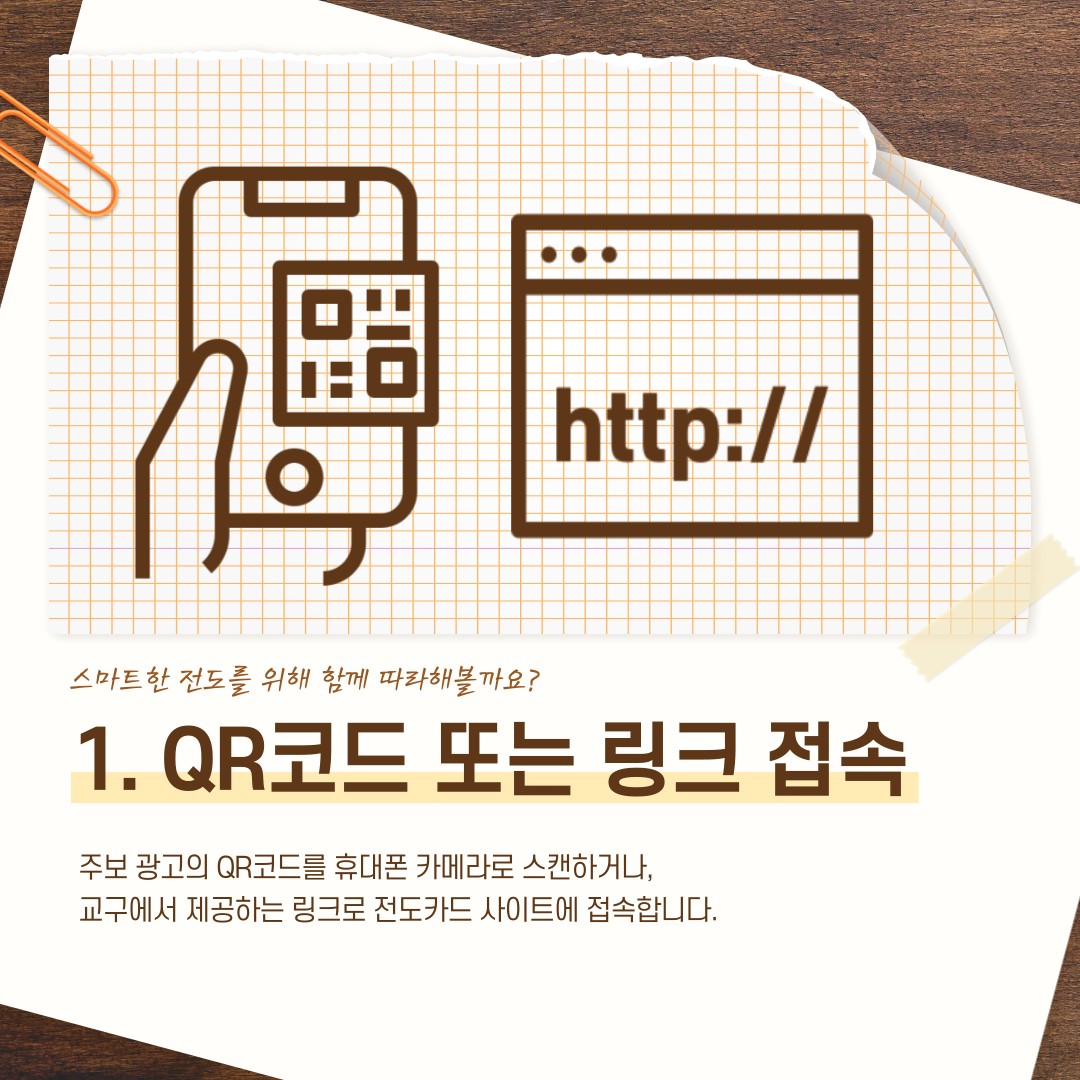 http://
스마트한 전도를 위해 함께 따라해볼까요?
1. QR코드 또는 링크 접속
주보 광고의 QR코드를 휴대폰 카메라로 스캔하거나,
교구에서 제공하는 링크로 전도카드 사이트에 접속합니다.